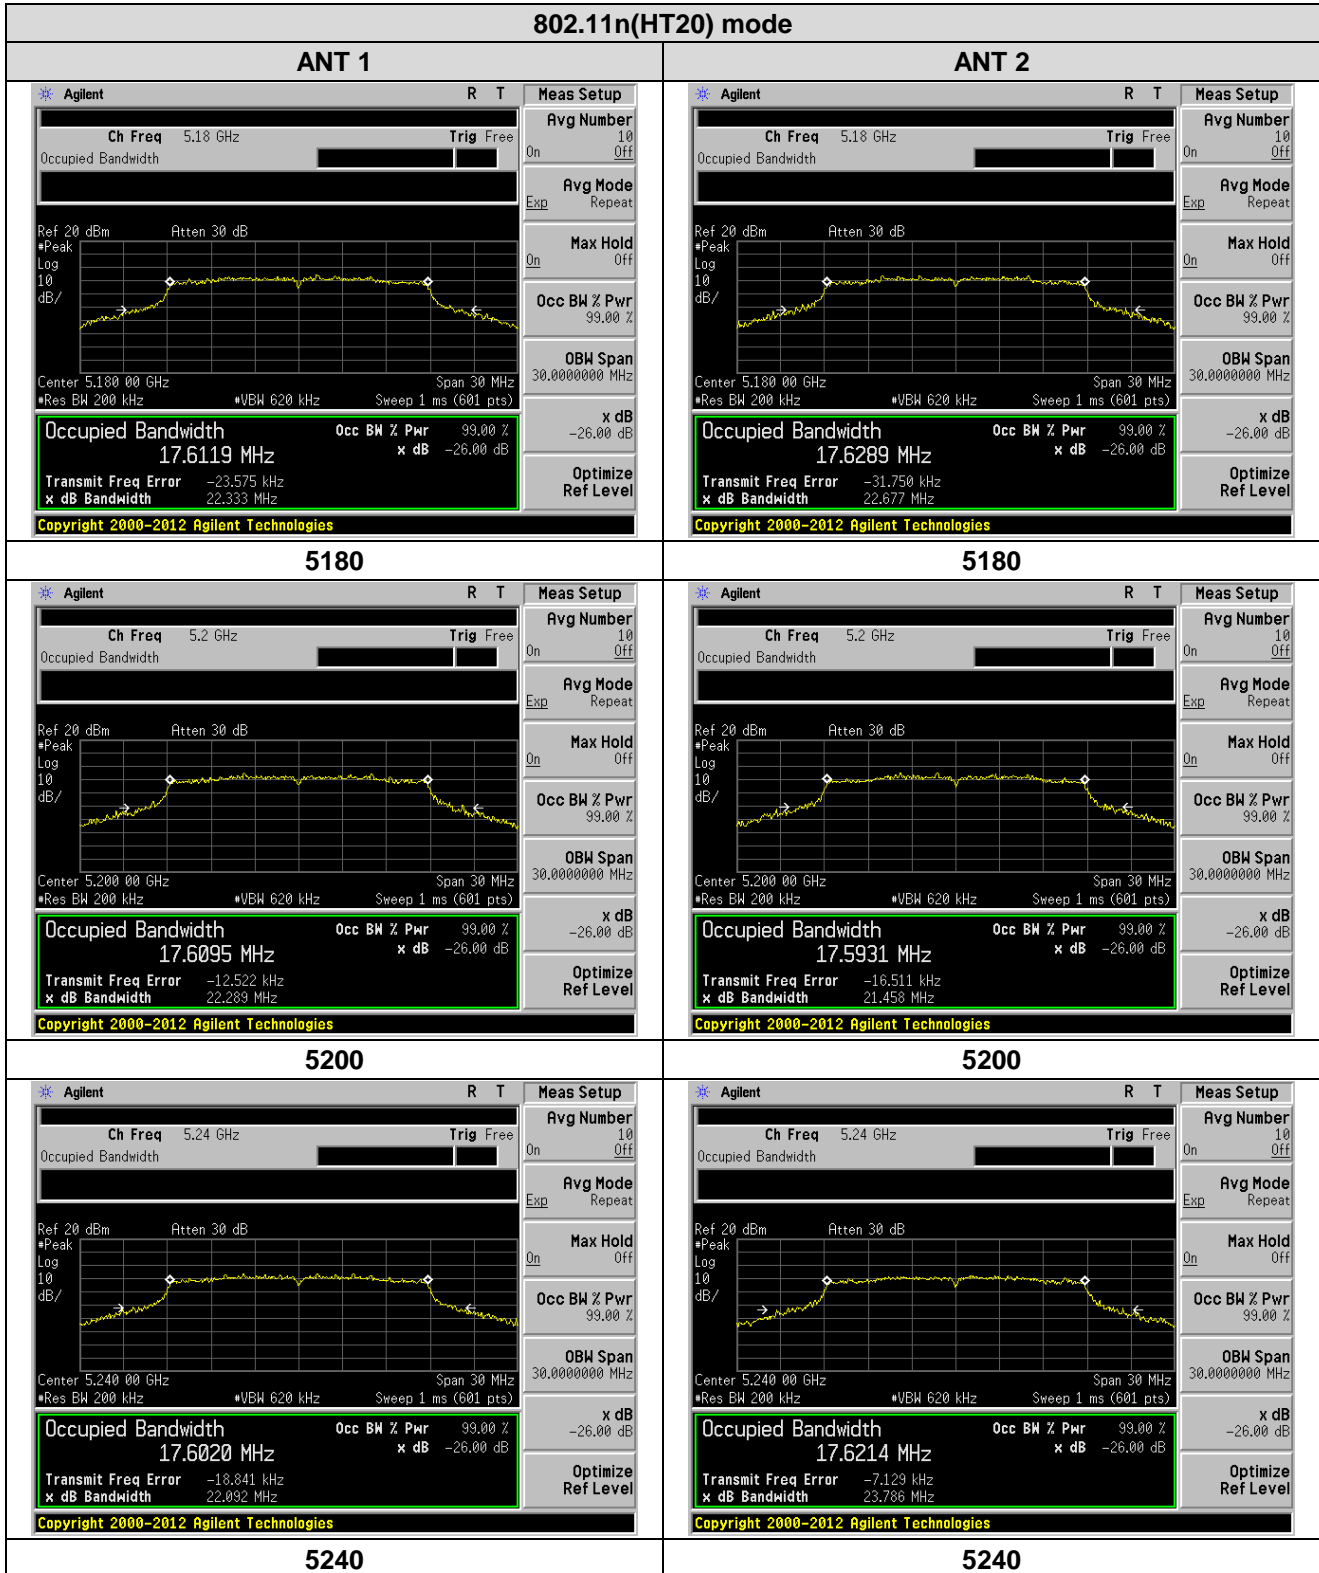 802.11n(HT20) mode
ANT 1
ANT 2
Agilent R T Meas Setup
Ch Freq 5.18 GHz Trig Free
Occupied Bandwidth
Avg Number
10
On Off
Avg Mode
Exp Repeat
Ref 20 dBm Atten 30 dB
#Peak
Log
10
dB/
Max Hold
On Off
Occ BW % Pwr
99.00 %
Center 5.180 00 GHz Span 30 MHz
#Res BW 200 kHz #VBW 620 kHz Sweep 1 ms (601 pts)
OBW Span
30.0000000 MHz
Occupied Bandwidth Occ BW % Pwr 99.00 %
17.6119 MHz x dB -26.00 dB
Transmit Freq Error -23.575 kHz
x dB Bandwidth 22.333 MHz
x dB
-26.00 dB
Optimize
Ref Level
Copyright 2000-2012 Agilent Technologies
Agilent R T Meas Setup
Ch Freq 5.18 GHz Trig Free
Occupied Bandwidth
Avg Number
10
On Off
Avg Mode
Exp Repeat
Ref 20 dBm Atten 30 dB
#Peak
Log
10
dB/
Max Hold
On Off
Occ BW % Pwr
99.00 %
Center 5.180 00 GHz Span 30 MHz
#Res BW 200 kHz #VBW 620 kHz Sweep 1 ms (601 pts)
OBW Span
30.0000000 MHz
Occupied Bandwidth Occ BW % Pwr 99.00 %
17.6289 MHz x dB -26.00 dB
Transmit Freq Error -31.750 kHz
x dB Bandwidth 22.677 MHz
x dB
-26.00 dB
Optimize
Ref Level
Copyright 2000-2012 Agilent Technologies
5180
5180
Agilent R T Meas Setup
Ch Freq 5.2 GHz Trig Free
Occupied Bandwidth
Avg Number
10
On Off
Avg Mode
Exp Repeat
Ref 20 dBm Atten 30 dB
#Peak
Log
10
dB/
Max Hold
On Off
Occ BW % Pwr
99.00 %
Center 5.200 00 GHz Span 30 MHz
#Res BW 200 kHz #VBW 620 kHz Sweep 1 ms (601 pts)
OBW Span
30.0000000 MHz
Occupied Bandwidth Occ BW % Pwr 99.00 %
17.6095 MHz x dB -26.00 dB
Transmit Freq Error -12.522 kHz
x dB Bandwidth 22.289 MHz
x dB
-26.00 dB
Optimize
Ref Level
Copyright 2000-2012 Agilent Technologies
Agilent R T Meas Setup
Ch Freq 5.2 GHz Trig Free
Occupied Bandwidth
Avg Number
10
On Off
Avg Mode
Exp Repeat
Ref 20 dBm Atten 30 dB
#Peak
Log
10
dB/
Max Hold
On Off
Occ BW % Pwr
99.00 %
Center 5.200 00 GHz Span 30 MHz
#Res BW 200 kHz #VBW 620 kHz Sweep 1 ms (601 pts)
OBW Span
30.0000000 MHz
Occupied Bandwidth Occ BW % Pwr 99.00 %
17.5931 MHz x dB -26.00 dB
Transmit Freq Error -16.511 kHz
x dB Bandwidth 21.458 MHz
x dB
-26.00 dB
Optimize
Ref Level
Copyright 2000-2012 Agilent Technologies
5200
5200
Agilent R T Meas Setup
Ch Freq 5.24 GHz Trig Free
Occupied Bandwidth
Avg Number
10
On Off
Avg Mode
Exp Repeat
Ref 20 dBm Atten 30 dB
#Peak
Log
10
dB/
Max Hold
On Off
Occ BW % Pwr
99.00 %
Center 5.240 00 GHz Span 30 MHz
#Res BW 200 kHz #VBW 620 kHz Sweep 1 ms (601 pts)
OBW Span
30.0000000 MHz
Occupied Bandwidth Occ BW % Pwr 99.00 %
17.6020 MHz x dB -26.00 dB
Transmit Freq Error -18.841 kHz
x dB Bandwidth 22.092 MHz
x dB
-26.00 dB
Optimize
Ref Level
Copyright 2000-2012 Agilent Technologies
Agilent R T Meas Setup
Ch Freq 5.24 GHz Trig Free
Occupied Bandwidth
Avg Number
10
On Off
Avg Mode
Exp Repeat
Ref 20 dBm Atten 30 dB
#Peak
Log
10
dB/
Max Hold
On Off
Occ BW % Pwr
99.00 %
Center 5.240 00 GHz Span 30 MHz
#Res BW 200 kHz #VBW 620 kHz Sweep 1 ms (601 pts)
OBW Span
30.0000000 MHz
Occupied Bandwidth Occ BW % Pwr 99.00 %
17.6214 MHz x dB -26.00 dB
Transmit Freq Error -7.129 kHz
x dB Bandwidth 23.786 MHz
x dB
-26.00 dB
Optimize
Ref Level
Copyright 2000-2012 Agilent Technologies
5240
5240